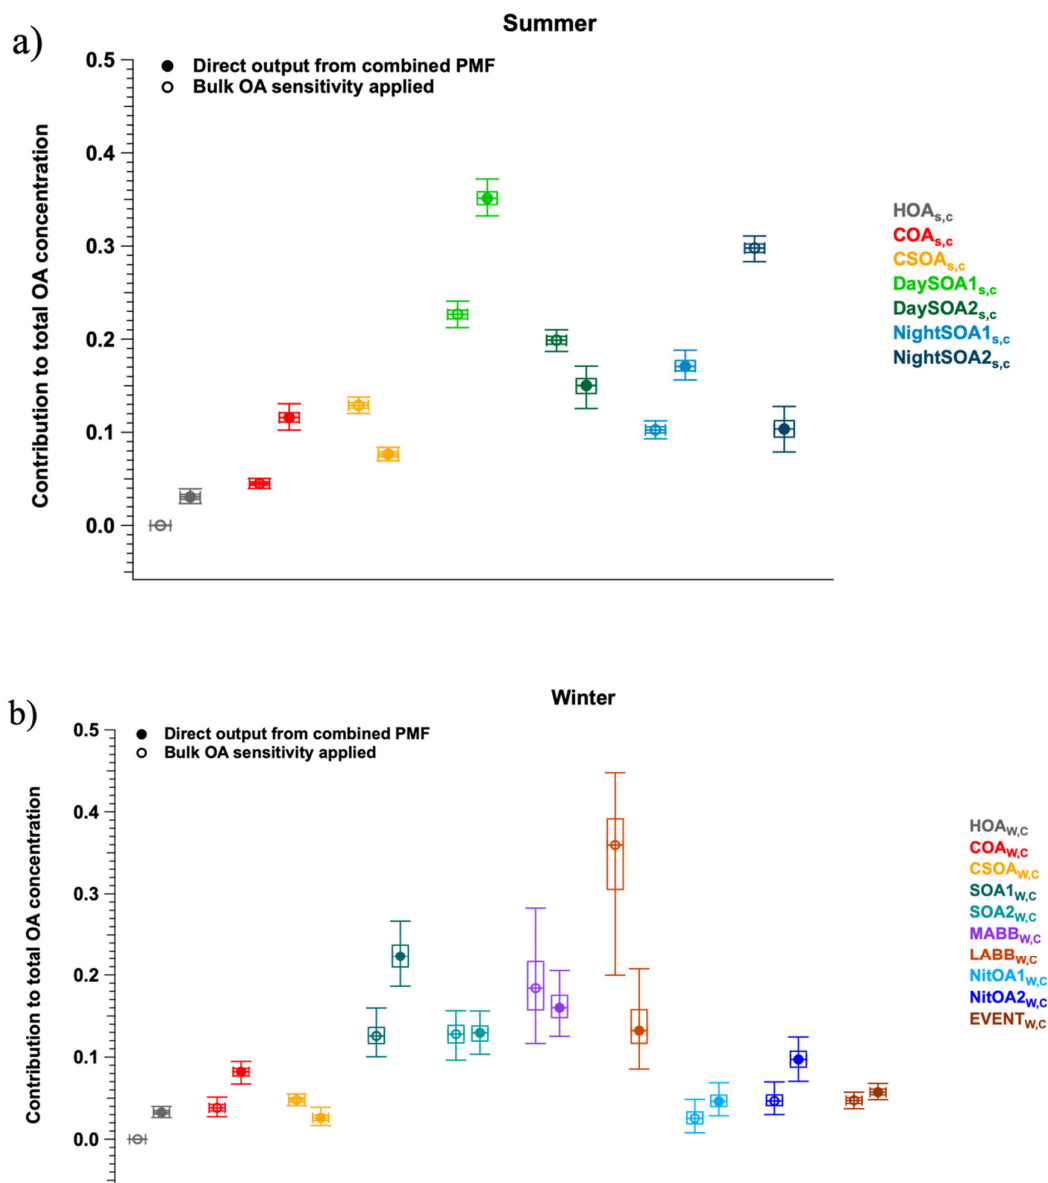 a)
Summer
Direct output from combined PMF
Bulk OA sensitivity applied
Contribution to total OA concentration
0.5
0.4
0.3
0.2
0.1
0.0
HOAs,c
COAs,c
CSOAs,c
DaySOA1s,c
DaySOA2s,c
NightSOA1s,c
NightSOA2s,c
b)
Winter
Direct output from combined PMF
Bulk OA sensitivity applied
Contribution to total OA concentration
0.5
0.4
0.3
0.2
0.1
0.0
HOAW,C
COAW,C
CSOAW,C
SOA1W,C
SOA2W,C
MABBW,C
LABBW,C
NitOA1W,C
NitOA2W,C
EVENTW,C